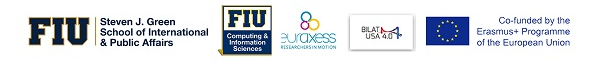 FIU
Steven J. Green
School of International
& Public Affairs
FIU
Computing &
Information
Sciences
euraxess
RESEARCHERS IN MOTION
BILAT
USA 4.0
Co-funded by the
Erasmus+ Programme
of the European Union